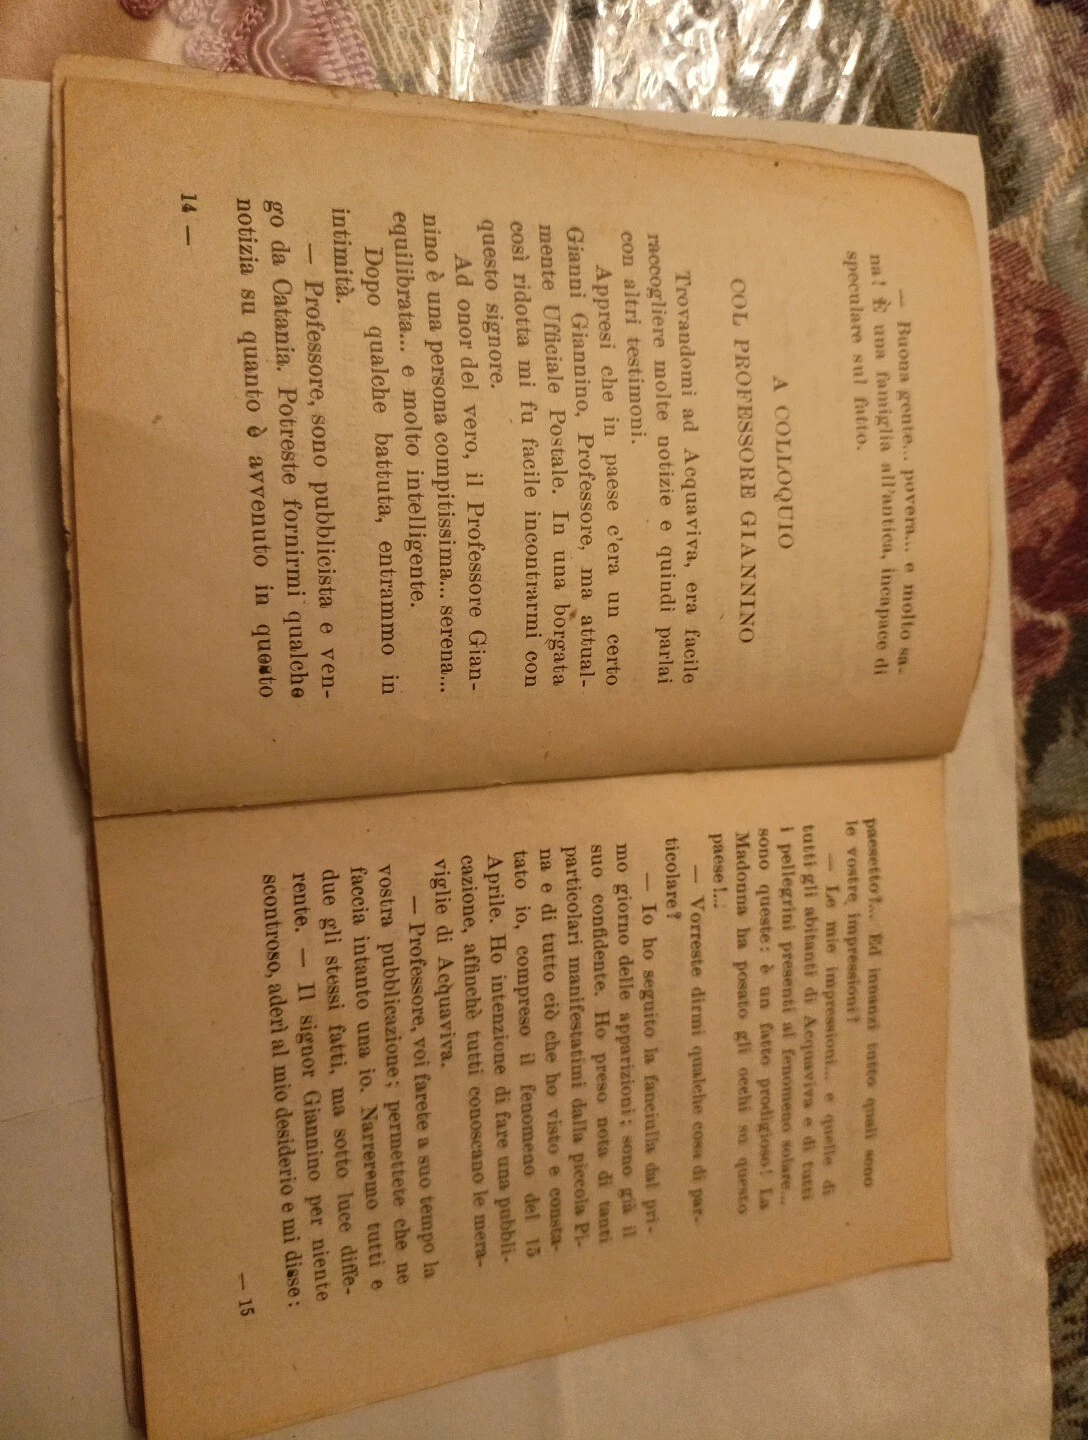 — Buona gente... povera... e molto sa-
na! È una famiglia all'antica, incapace di
speculare sul fatto.
A COLLOQUIO
COL PROFESSORE GIANNINO
Trovandomi ad Acquaviva, era facile
raccogliere molte notizie e quindi parlai
con altri testimoni.
Appresi che in paese c'era un certo
Gianni Giannino, Professore, ma attual-
mente Ufficiale Postale. In una borgata
così ridotta mi fu facile incontrarmi con
questo signore.
Ad onor del vero, il Professore Gian-
nino è una persona compitissima... serena...
equilibrata... e molto intelligente.
Dopo qualche battuta, entrammo in
intimità.
— Professore, sono pubblicista e ven-
go da Catania. Potreste fornirmi qualche
notizia su quanto è avvenuto in questo
14 —
paesetto?... Ed innanzi tutto quali sono
le vostre impressioni?
— Le mie impressioni... e quelle di
tutti gli abitanti di Acquaviva e di tutti
i pellegrini presenti al fenomeno solare...
sono queste: è un fatto prodigioso! La
Madonna ha posato gli occhi su questo
paese!...
— Vorreste dirmi qualche cosa di par-
ticolare?
— Io ho seguito la fanciulla dal pri-
mo giorno delle apparizioni; sono già il
suo confidente. Ho preso nota di tanti
particolari manifestatimi dalla piccola Pi-
na e di tutto ciò che ho visto e consta-
tato io, compreso il fenomeno del 15
Aprile. Ho intenzione di fare una pubbli-
cazione, affinchè tutti conoscano le mera-
viglie di Acquaviva.
— Professore, voi farete a suo tempo la
vostra pubblicazione; permettete che ne
faccia intanto una io. Narreremo tutti e
due gli stessi fatti, ma sotto luce diffe-
rente. — Il signor Giannino per niente
scontroso, aderì al mio desiderio e mi disse:
— 15